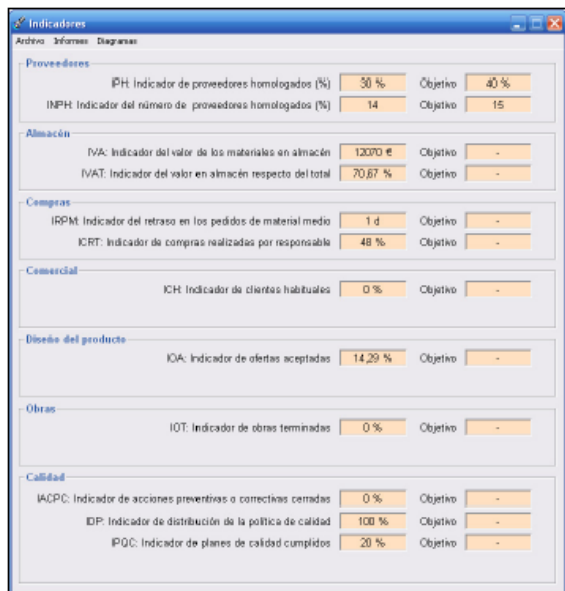 Indicadores
Archivo Informes Diagramas
Proveedores
IPH: Indicador de proveedores homologados (%) 30 % Objetivo 40 %
INPH: Indicador del número de proveedores homologados (%) 14 Objetivo 15
Almacén
IVA: Indicador del valor de los materiales en almacén 12070 € Objetivo -
IVAT: Indicador del valor en almacén respecto del total 70,67 % Objetivo -
Compras
IRPM: Indicador del retraso en los pedidos de material medio 1 d Objetivo -
ICRT: Indicador de compras realizadas por responsable 48 % Objetivo -
Comercial
ICH: Indicador de clientes habituales 0 % Objetivo -
Diseño del producto
IOA: Indicador de ofertas aceptadas 14,29 % Objetivo -
Obras
IOT: Indicador de obras terminadas 0 % Objetivo -
Calidad
IACPC: Indicador de acciones preventivas o correctivas cerradas 0 % Objetivo -
IDP: Indicador de distribución de la política de calidad 100 % Objetivo -
IPQC: Indicador de planes de calidad cumplidos 20 % Objetivo -